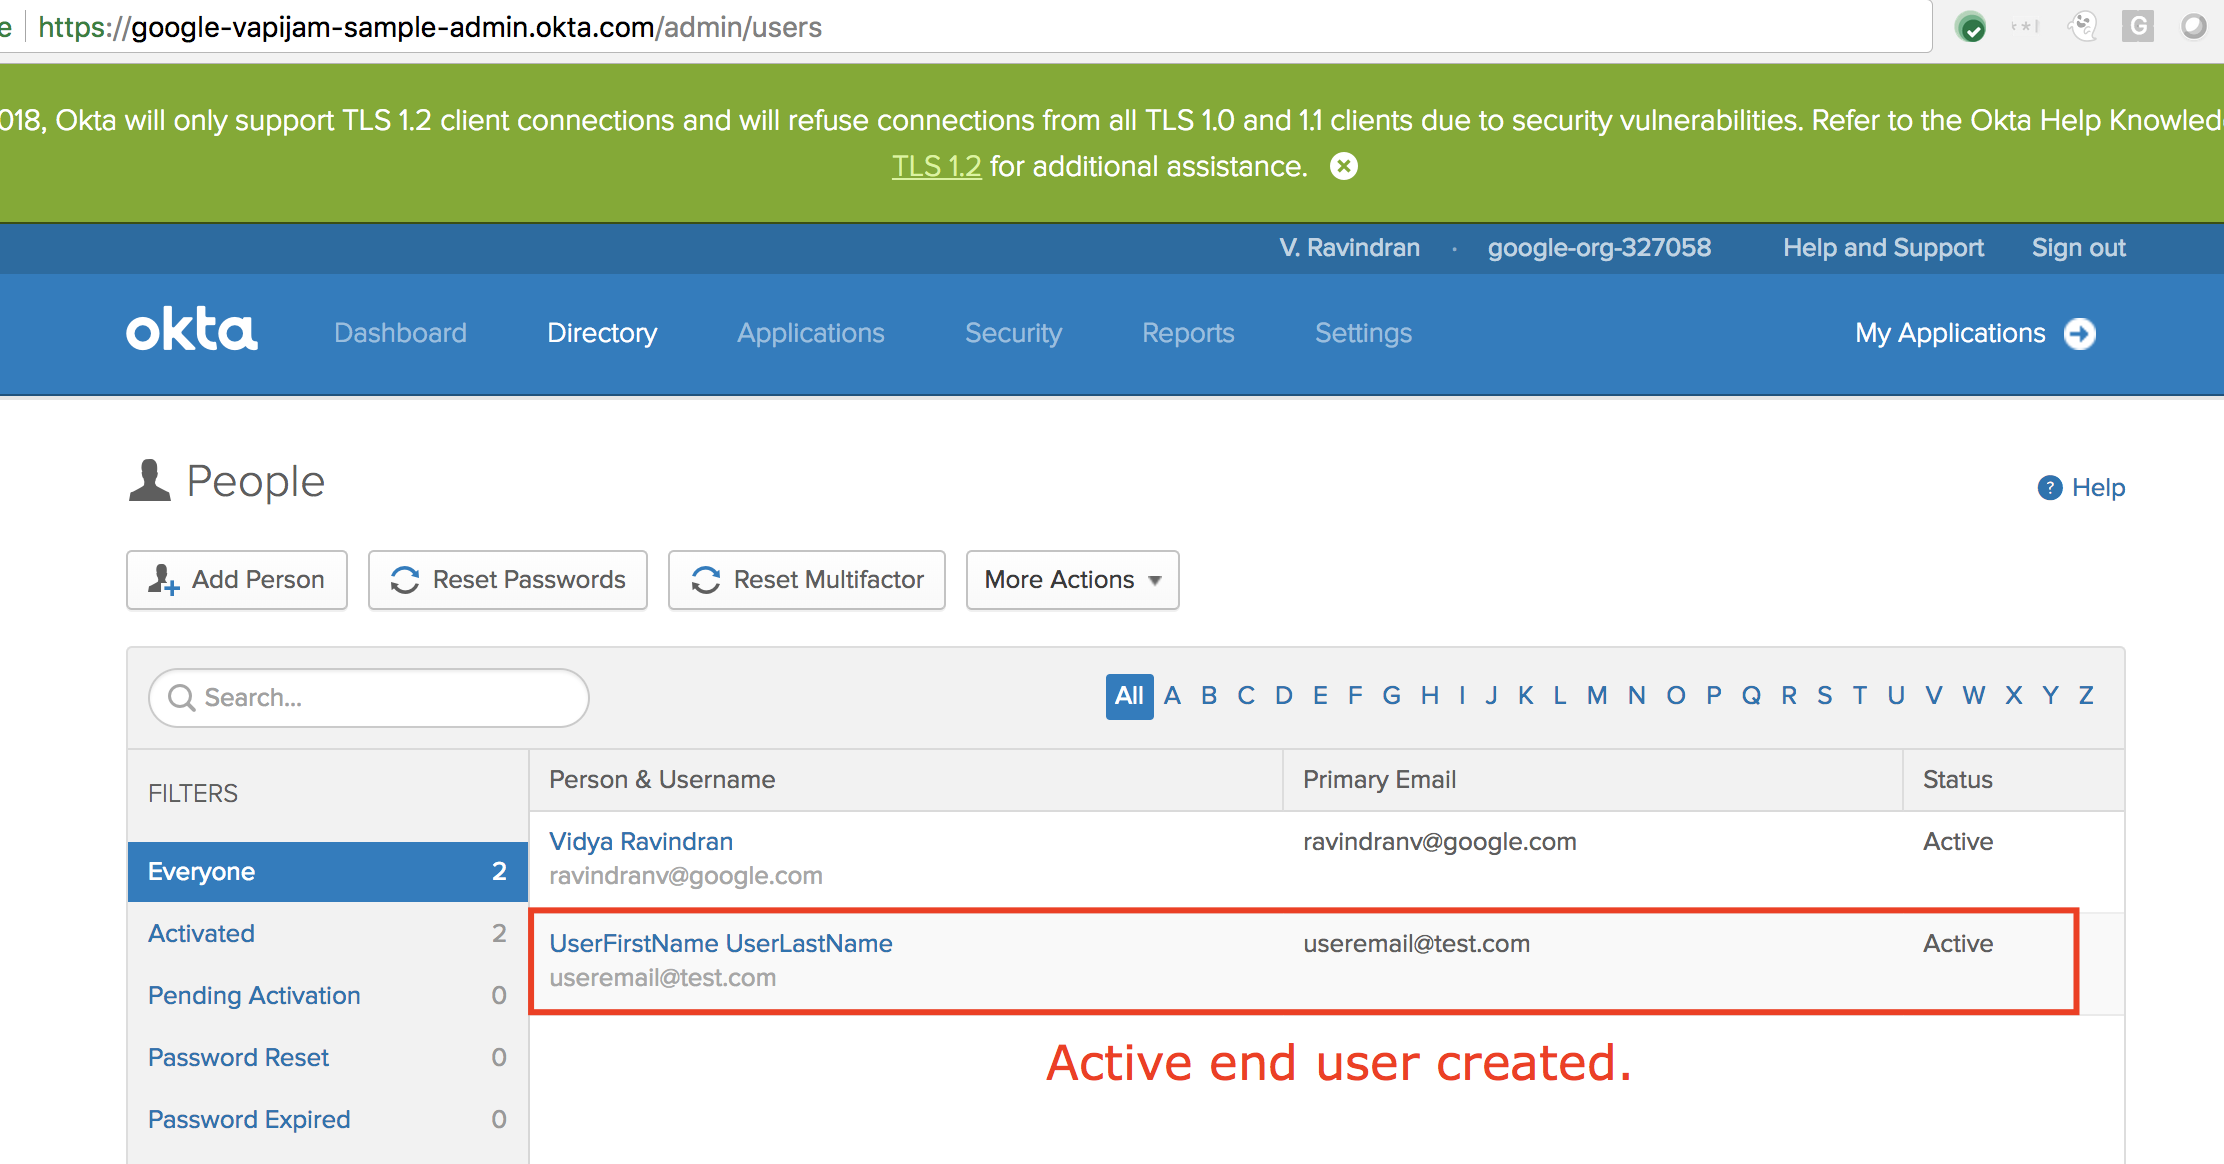 e https://google-vapijam-sample-admin.okta.com/admin/users
G
018, Okta will only support TLS 1.2 client connections and will refuse connections from all TLS 1.0 and 1.1 clients due to security vulnerabilities. Refer to the Okta Help Knowled
TLS 1.2 for additional assistance.
V. Ravindran · google-org-327058 Help and Support Sign out
okta Dashboard Directory Applications Security Reports Settings My Applications
People
? Help
Add Person Reset Passwords Reset Multifactor More Actions
Search... All A B C D E F G H I J K L M N O P Q R S T U V W X Y Z
FILTERS
Everyone 2
Activated 2
Pending Activation 0
Password Reset 0
Password Expired 0
Person & Username Primary Email Status
Vidya Ravindran ravindranv@google.com Active
ravindranv@google.com
UserFirstName UserLastName useremail@test.com Active
useremail@test.com
Active end user created.